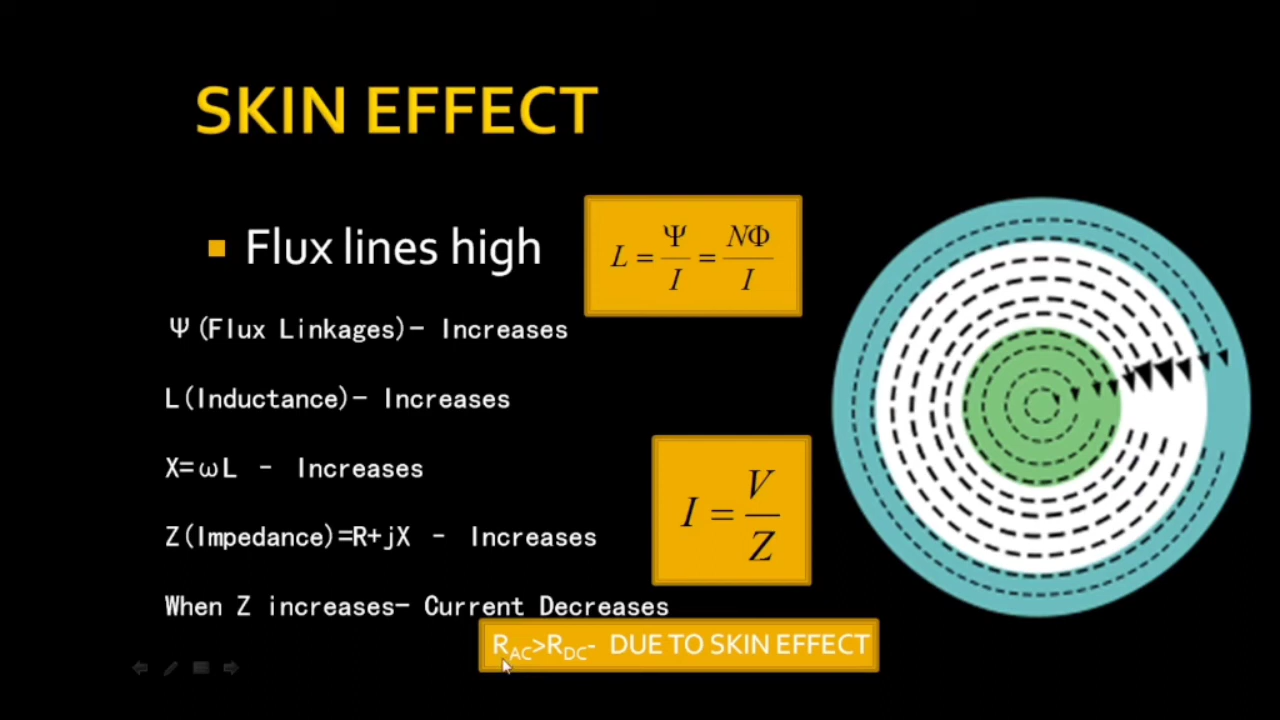 SKIN EFFECT
Flux lines high
L = Ψ/I = NΦ/I
Ψ(Flux Linkages)- Increases
L(Inductance)- Increases
X=ωL - Increases
Z(Impedance)=R+jX - Increases
I = V/Z
When Z increases- Current Decreases
RAC>RDC- DUE TO SKIN EFFECT